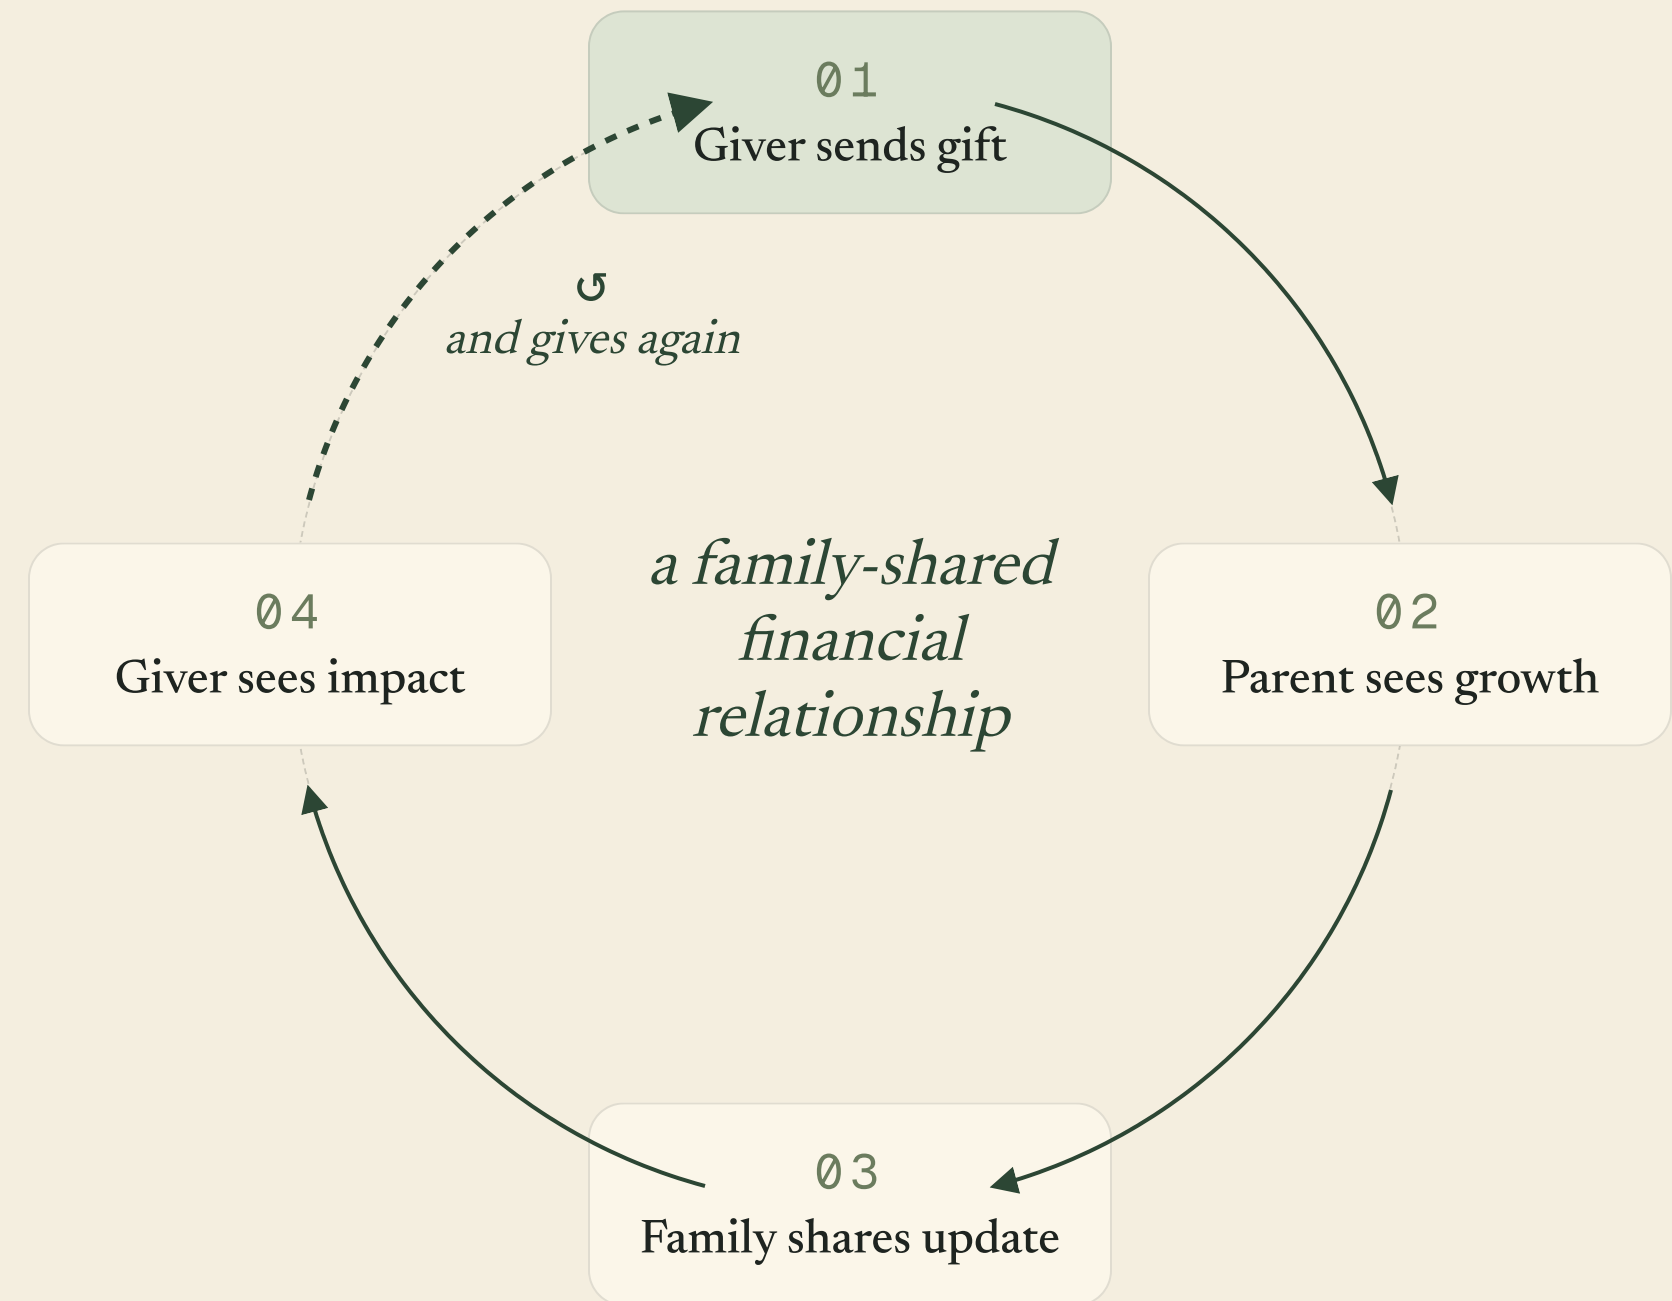 01
Giver sends gift
↺
and gives again
a family-shared
financial
relationship
04
Giver sees impact
02
Parent sees growth
03
Family shares update